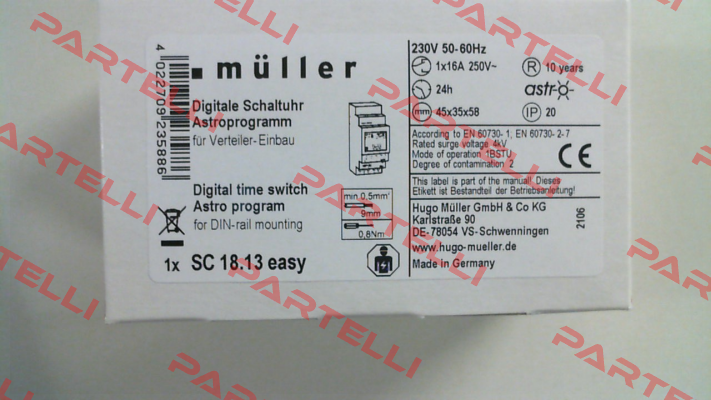 4022709235886
müller
Digitale Schaltuhr
Astroprogramm
für Verteiler-Einbau
Digital time switch
Astro program
for DIN-rail mounting
1x SC 18.13 easy
min.0,5mm²
9mm
0,8Nm
230V 50-60Hz
1x16A 250V~
R 10 years
24h
astro
mm 45x35x58
IP 20
According to EN 60730-1; EN 60730-2-7
Rated surge voltage 4kV
Mode of operation 1BSTU
Degree of contamination 2
CE
This label is part of the manual. Dieses
Etikett ist Bestandteil der Betriebsanleitung!
Hugo Müller GmbH & Co KG
Karlstraße 90
DE-78054 VS-Schwenningen
www.hugo-mueller.de
Made in Germany
2106
PARTELLI
PARTELLI
PARTELLI
PARTELLI
PARTELLI
PARTELLI